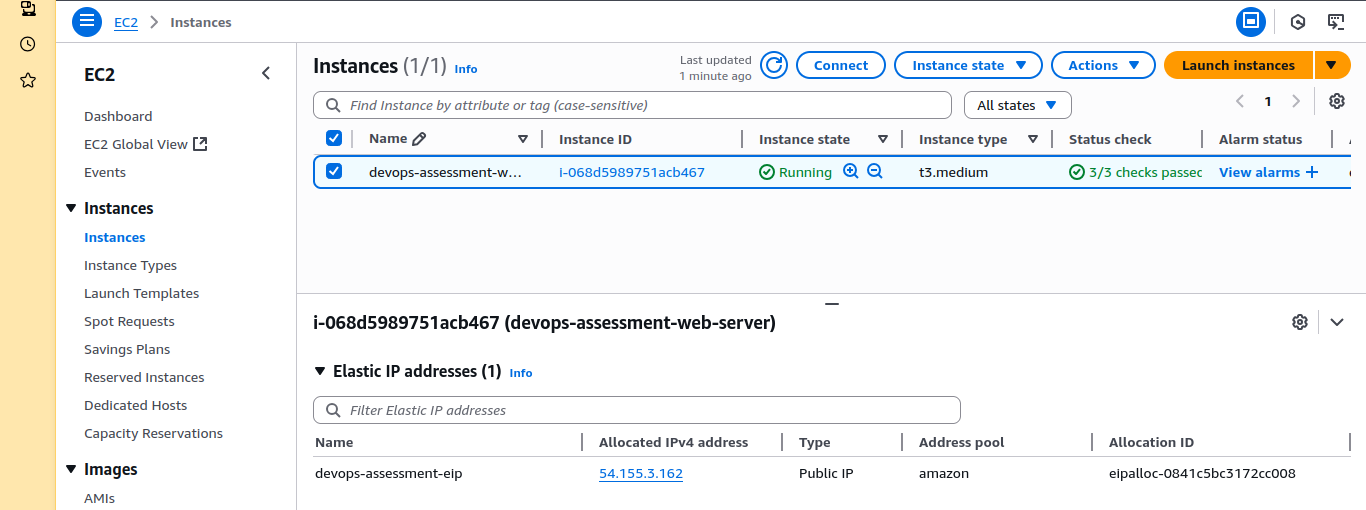 EC2 > Instances
EC2
Dashboard
EC2 Global View
Events
Instances
Instances
Instance Types
Launch Templates
Spot Requests
Savings Plans
Reserved Instances
Dedicated Hosts
Capacity Reservations
Images
AMIs
Instances (1/1) Info
Last updated
1 minute ago
Connect
Instance state
Actions
Launch instances
Find Instance by attribute or tag (case-sensitive)
All states
1
Name Instance ID Instance state Instance type Status check Alarm status
devops-assessment-w... i-068d5989751acb467 Running t3.medium 3/3 checks passec View alarms +
i-068d5989751acb467 (devops-assessment-web-server)
Elastic IP addresses (1) Info
Filter Elastic IP addresses
Name Allocated IPv4 address Type Address pool Allocation ID
devops-assessment-eip 54.155.3.162 Public IP amazon eipalloc-0841c5bc3172cc008